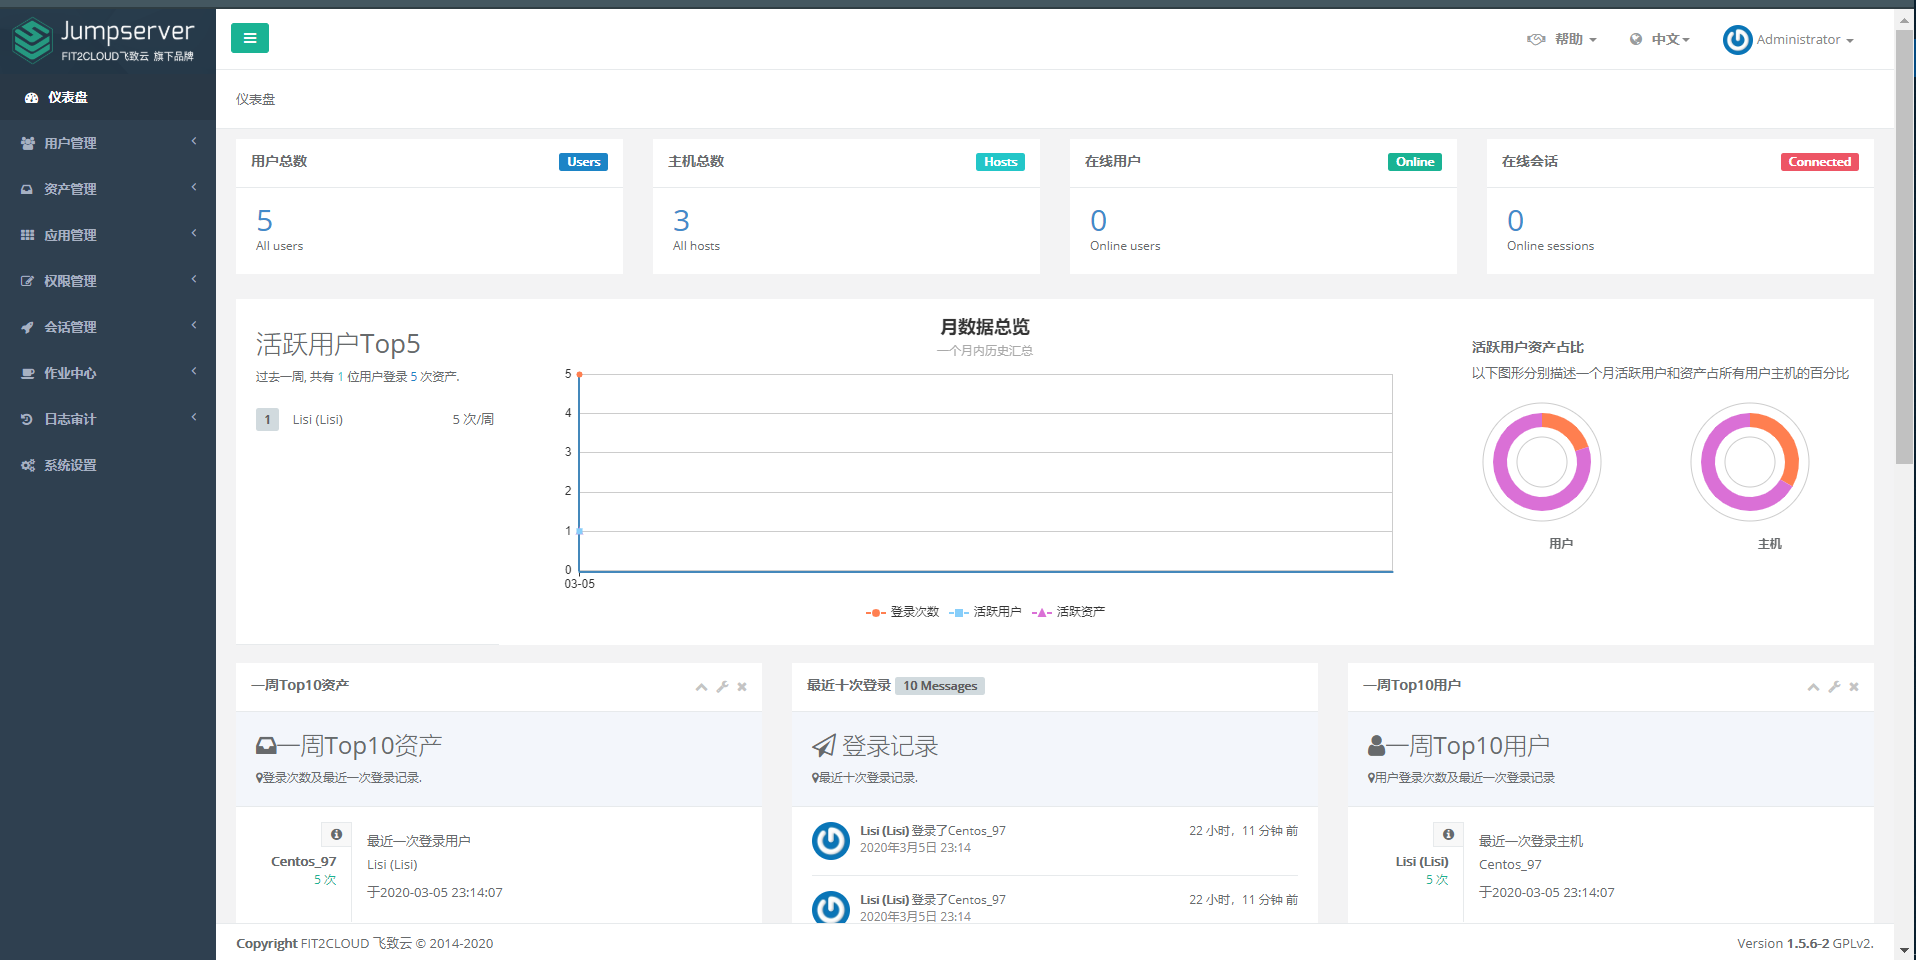 Jumpserver
FIT2CLOUD飞致云 旗下品牌
帮助
中文
Administrator
仪表盘
用户管理
资产管理
应用管理
权限管理
会话管理
作业中心
日志审计
系统设置
仪表盘
用户总数 Users
5
All users
主机总数 Hosts
3
All hosts
在线用户 Online
0
Online users
在线会话 Connected
0
Online sessions
活跃用户Top5
过去一周, 共有 1 位用户登录 5 次资产.
1 Lisi (Lisi) 5 次/周
月数据总览
一个月内历史汇总
5
4
3
2
1
0
03-05
登录次数 活跃用户 活跃资产
活跃用户资产占比
以下图形分别描述一个月活跃用户和资产占所有用户主机的百分比
用户 主机
一周Top10资产
一周Top10资产
登录次数及最近一次登录记录.
Centos_97
5 次
最近一次登录用户
Lisi (Lisi)
于2020-03-05 23:14:07
最近十次登录 10 Messages
登录记录
最近十次登录记录.
Lisi (Lisi) 登录了Centos_97 22 小时，11 分钟 前
2020年3月5日 23:14
Lisi (Lisi) 登录了Centos_97 22 小时，11 分钟 前
2020年3月5日 23:14
一周Top10用户
一周Top10用户
用户登录次数及最近一次登录记录
Lisi (Lisi)
5 次
最近一次登录主机
Centos_97
于2020-03-05 23:14:07
Copyright FIT2CLOUD 飞致云 © 2014-2020
Version 1.5.6-2 GPLv2.